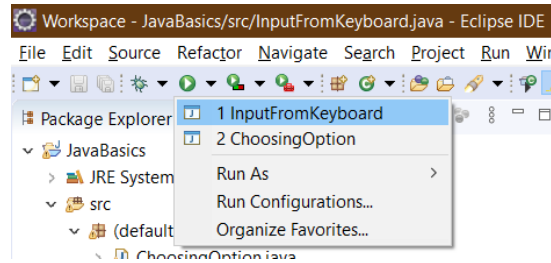 Workspace - JavaBasics/src/InputFromKeyboard.java - Eclipse IDE
File Edit Source Refactor Navigate Search Project Run
Package Explorer
1 InputFromKeyboard
2 ChoosingOption
JavaBasics
JRE System
Run As
src
Run Configurations...
(default
Organize Favorites...
ChoosingOption.java